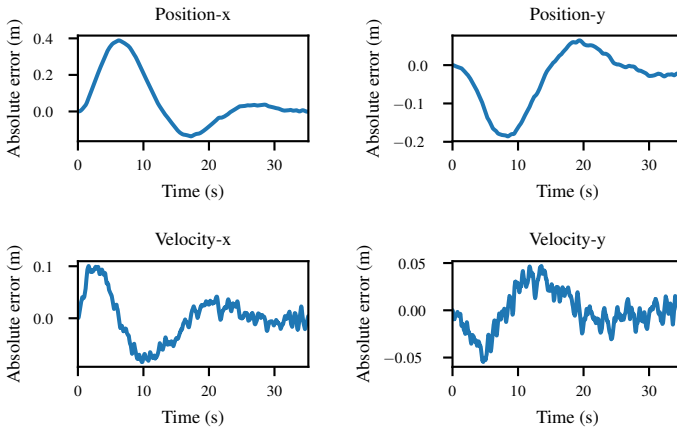 Position-x
Absolute error (m)
0.4
0.2
0.0
0 10 20 30
Time (s)
Position-y
Absolute error (m)
0.0
−0.1
−0.2
0 10 20 30
Time (s)
Velocity-x
Absolute error (m)
0.1
0.0
0 10 20 30
Time (s)
Velocity-y
Absolute error (m)
0.05
0.00
−0.05
0 10 20 30
Time (s)